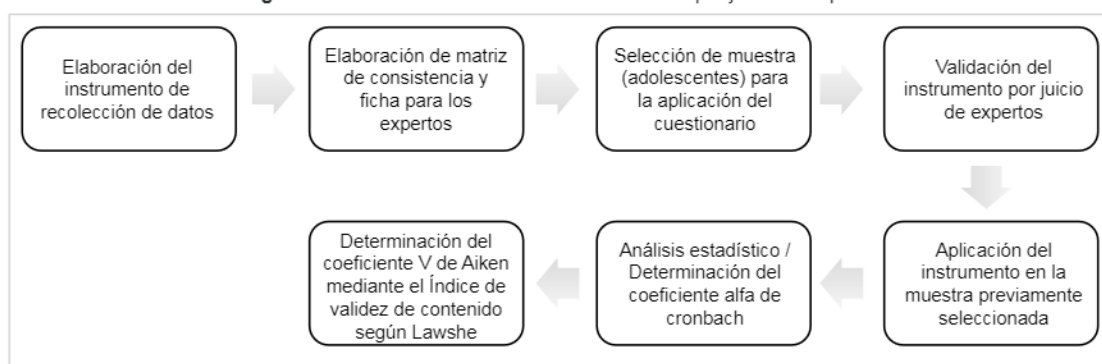 Elaboración del
instrumento de
recolección de datos
Elaboración de matriz
de consistencia y
ficha para los
expertos
Selección de muestra
(adolescentes) para
la aplicación del
cuestionario
Validación del
instrumento por juicio
de expertos
Aplicación del
instrumento en la
muestra previamente
seleccionada
Análisis estadístico /
Determinación del
coeficiente alfa de
cronbach
Determinación del
coeficiente V de Aiken
mediante el Índice de
validez de contenido
según Lawshe